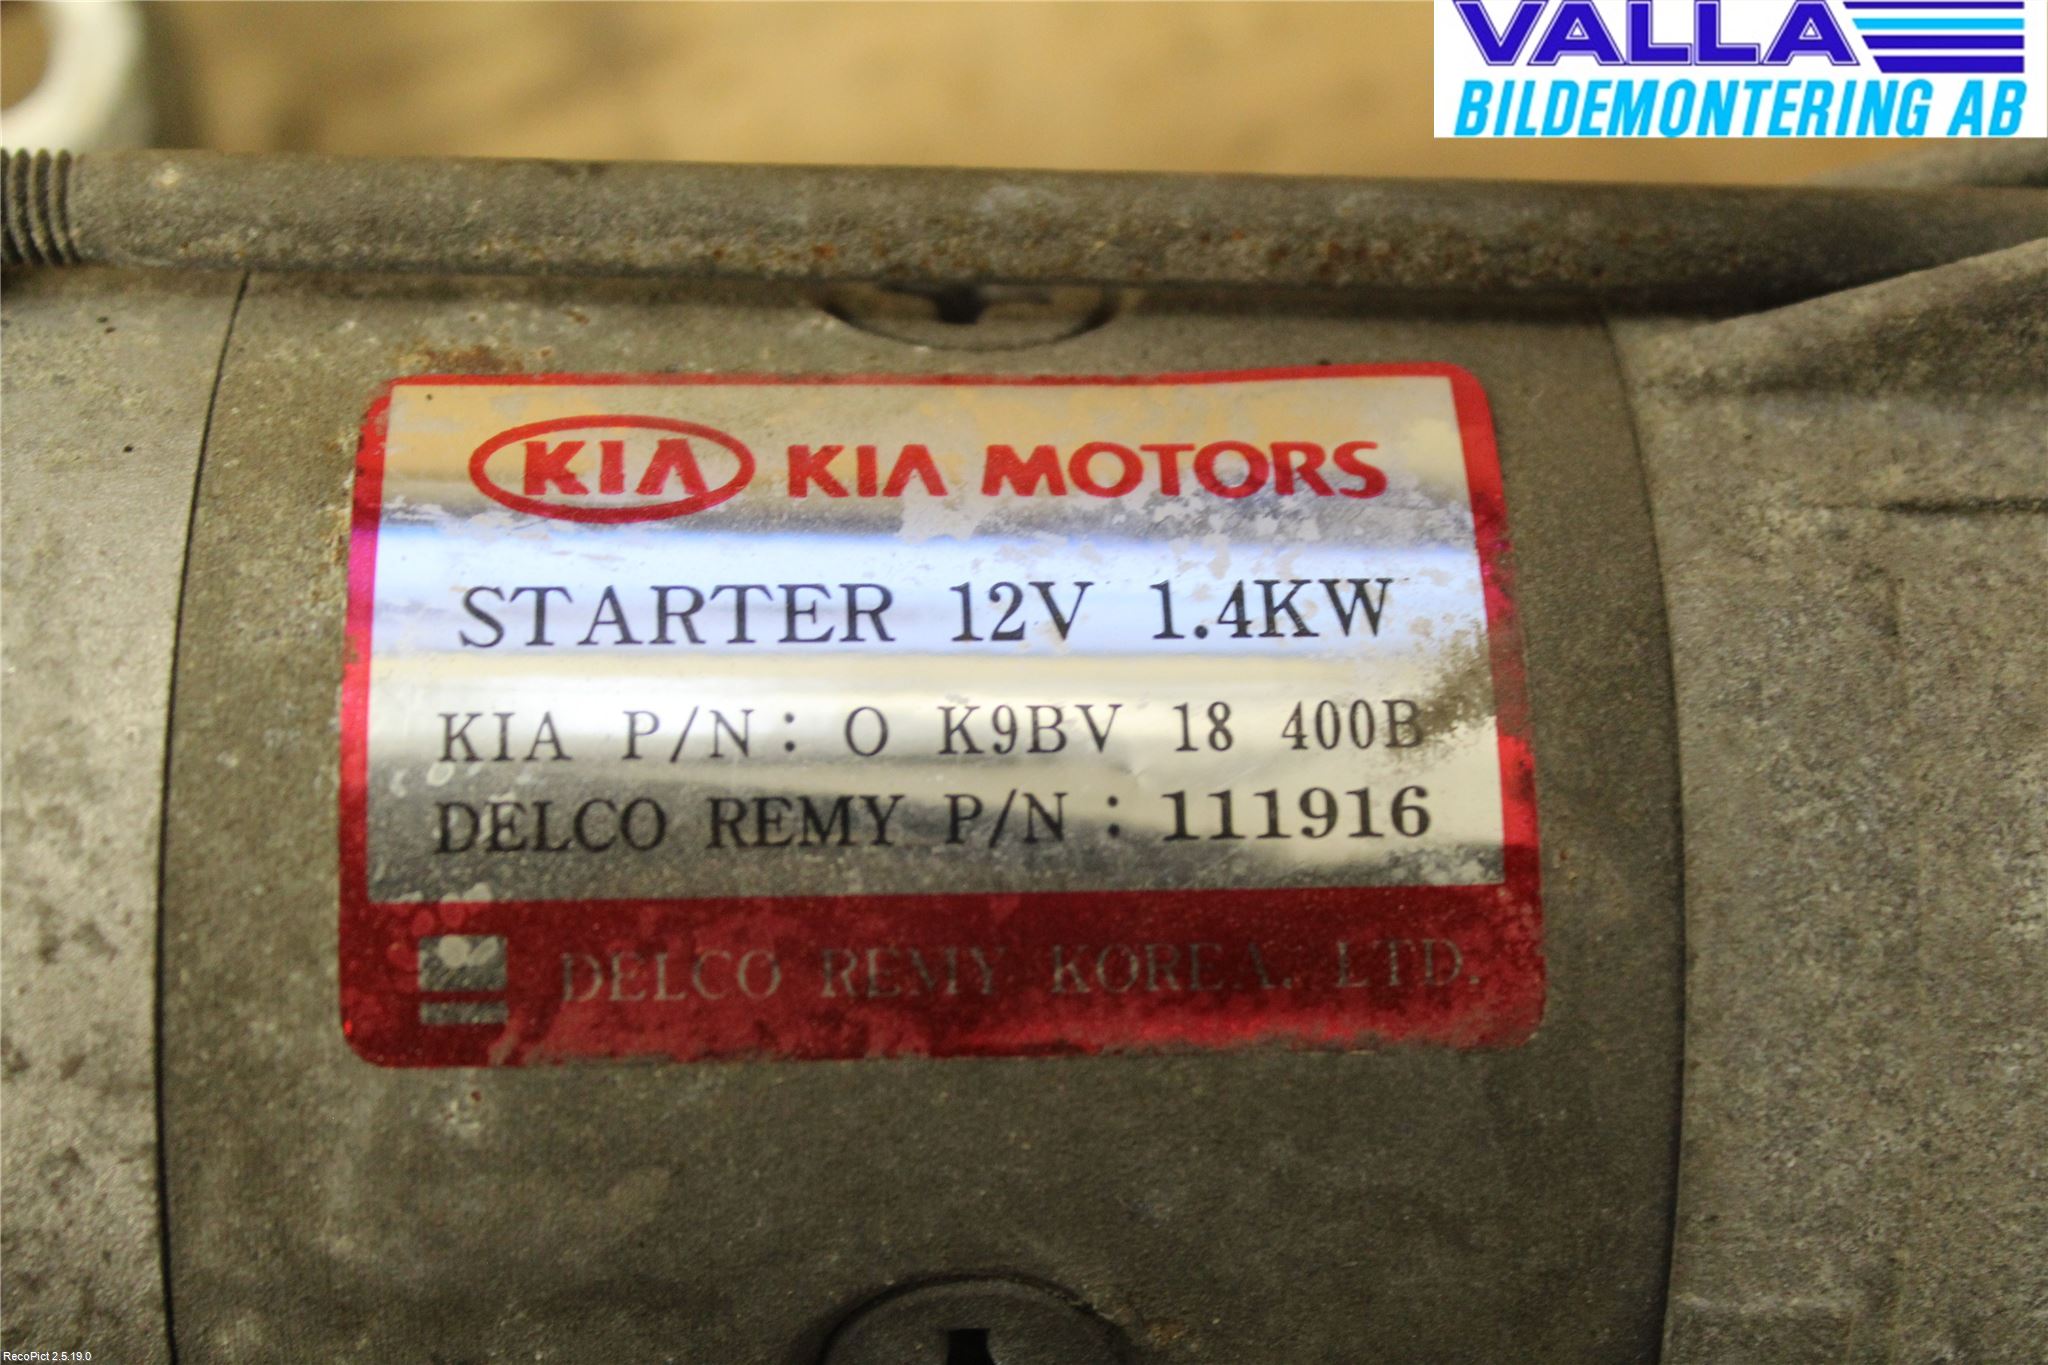 VALLA
BILDEMONTERING AB
KIA KIA MOTORS
STARTER 12V 1.4KW
KIA P/N: O K9BV 18 400B
DELCO REMY P/N : 111916
DELCO REMY KOREA. LTD.
RecoPict 2.5.19.0